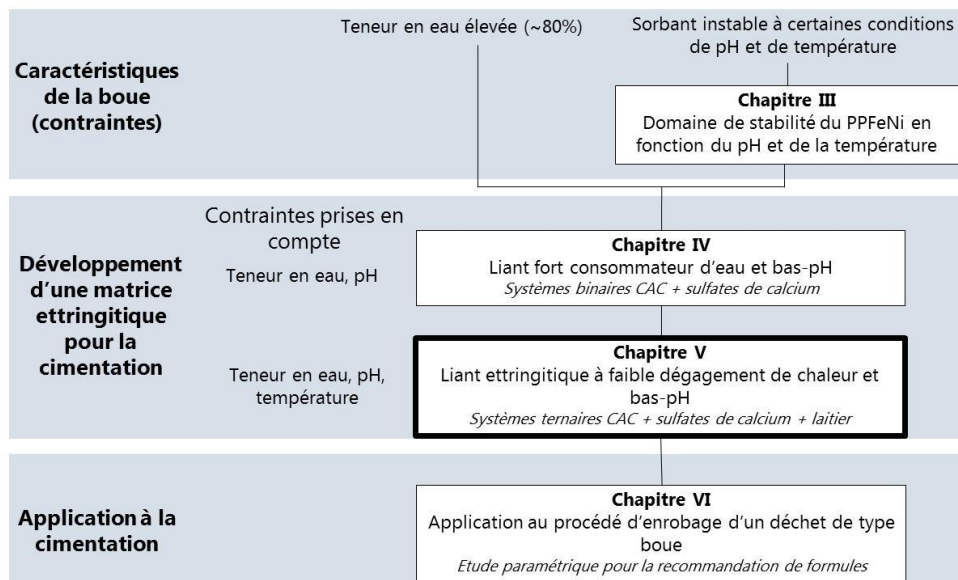 Teneur en eau élevée (~80%)
Sorbant instable à certaines conditions
de pH et de température
Caractéristiques
de la boue
(contraintes)
Chapitre III
Domaine de stabilité du PPFeNi en
fonction du pH et de la température
Contraintes prises en
compte
Développement
d'une matrice
ettringitique
pour la
cimentation
Teneur en eau, pH
Chapitre IV
Liant fort consommateur d'eau et bas-pH
Systèmes binaires CAC + sulfates de calcium
Teneur en eau, pH,
température
Chapitre V
Liant ettringitique à faible dégagement de chaleur et
bas-pH
Systèmes ternaires CAC + sulfates de calcium + laitier
Application à la
cimentation
Chapitre VI
Application au procédé d'enrobage d'un déchet de type
boue
Etude paramétrique pour la recommandation de formules